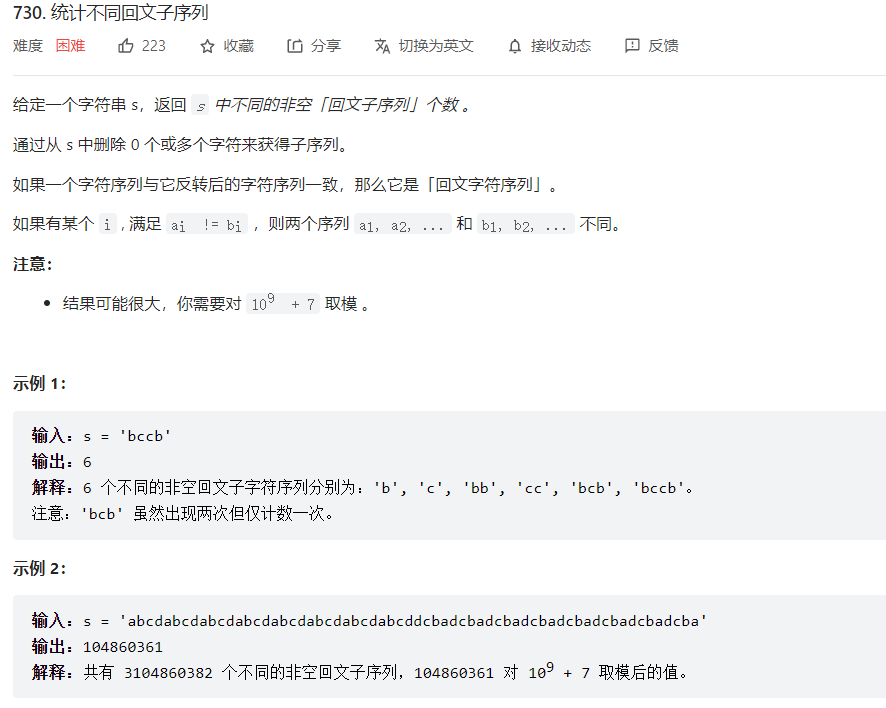 730. 统计不同回文子序列
难度 困难 223 收藏 分享 切换为英文 接收动态 反馈
给定一个字符串 s，返回 s 中不同的非空「回文子序列」个数 。
通过从 s 中删除 0 个或多个字符来获得子序列。
如果一个字符序列与它反转后的字符序列一致，那么它是「回文字符序列」。
如果有某个 i , 满足 ai != bi ，则两个序列 a1, a2, ... 和 b1, b2, ... 不同。
注意：
• 结果可能很大，你需要对 10^9 + 7 取模 。
示例 1：
输入：s = 'bccb'
输出：6
解释：6 个不同的非空回文子字符序列分别为：'b', 'c', 'bb', 'cc', 'bcb', 'bccb'。
注意：'bcb' 虽然出现两次但仅计数一次。
示例 2：
输入：s = 'abcdabcdabcdabcdabcdabcdabcdabcddcbadcbadcbadcbadcbadcbadcbadcba'
输出：104860361
解释：共有 3104860382 个不同的非空回文子序列，104860361 对 10^9 + 7 取模后的值。